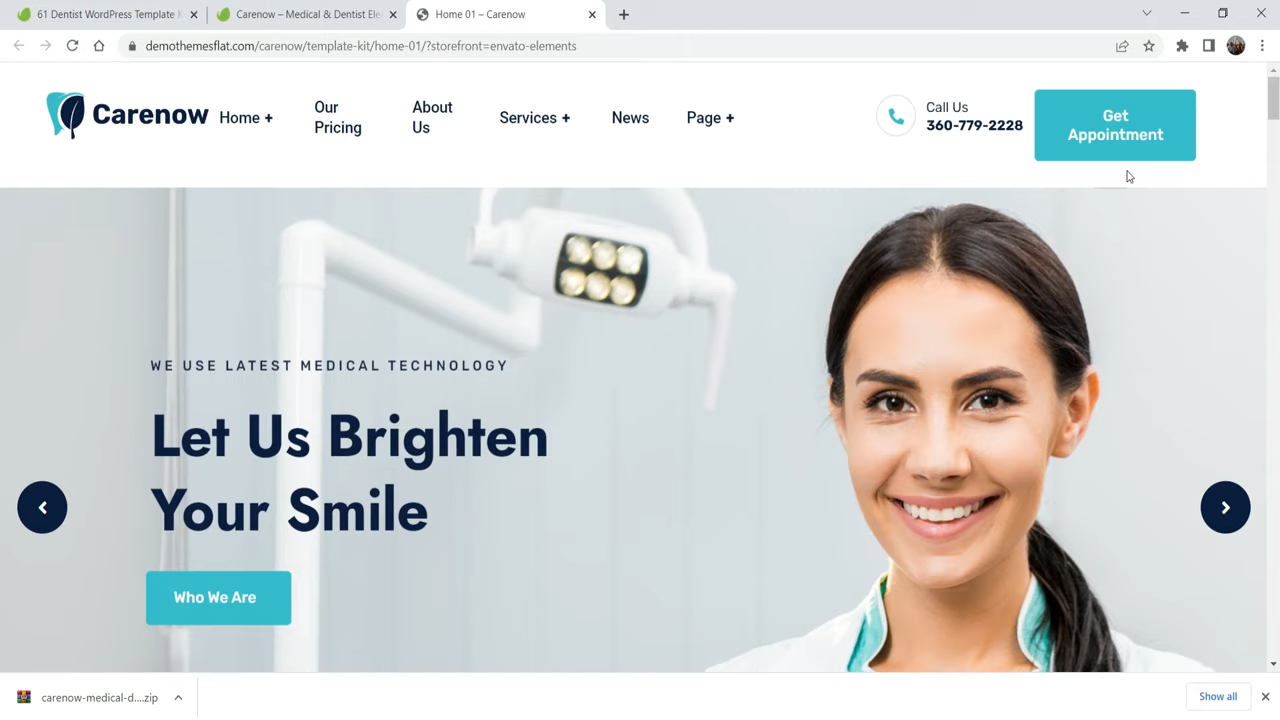 61 Dentist WordPress Template
Carenow – Medical & Dentist Ele
Home 01 – Carenow
demothemesflat.com/carenow/template-kit/home-01/?storefront=envato-elements
Carenow
Home +
Our
Pricing
About
Us
Services +
News
Page +
Call Us
360-779-2228
Get
Appointment
WE USE LATEST MEDICAL TECHNOLOGY
Let Us Brighten
Your Smile
Who We Are
carenow-medical-d....zip
Show all